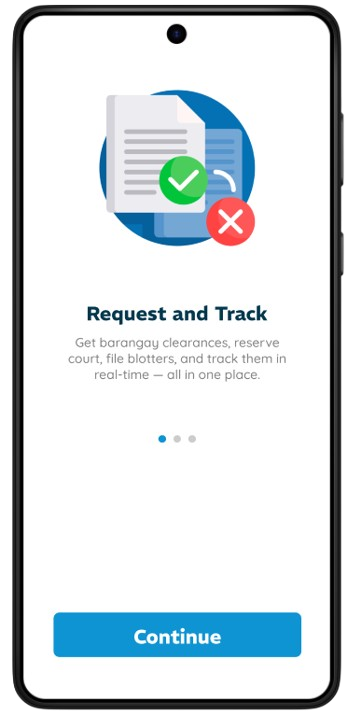 Request and Track
Get barangay clearances, reserve
court, file blotters, and track them in
real-time — all in one place.
Continue